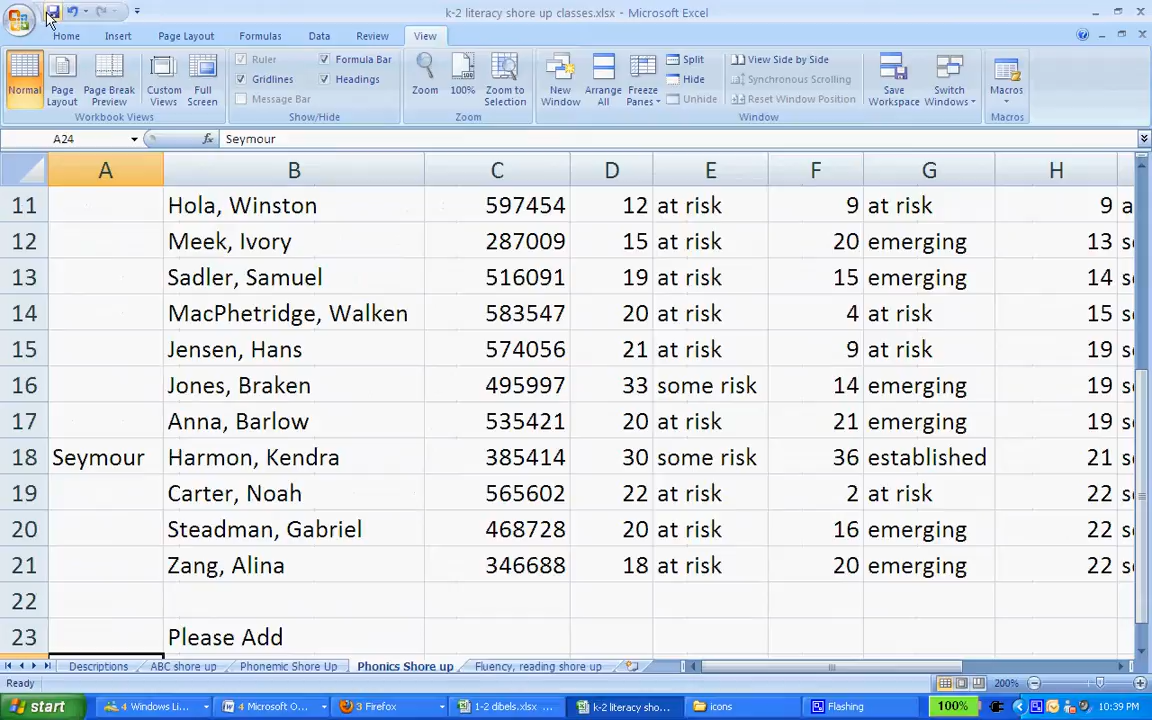 k-2 literacy shore up classes.xlsx - Microsoft Excel
Home Insert Page Layout Formulas Data Review View
Normal Page Layout Page Break Preview Custom Views Full Screen
Workbook Views
Ruler Formula Bar
Gridlines Headings
Message Bar
Show/Hide
Zoom 100% Zoom to Selection
Zoom
New Window Arrange All Freeze Panes
Split View Side by Side
Hide Synchronous Scrolling
Unhide Reset Window Position
Save Workspace Switch Windows
Window
Macros
Macros
A24 fx Seymour
A B C D E F G H
11 Hola, Winston 597454 12 at risk 9 at risk 9 a
12 Meek, Ivory 287009 15 at risk 20 emerging 13 s
13 Sadler, Samuel 516091 19 at risk 15 emerging 14 s
14 MacPhetridge, Walken 583547 20 at risk 4 at risk 15 s
15 Jensen, Hans 574056 21 at risk 9 at risk 19 s
16 Jones, Braken 495997 33 some risk 14 emerging 19 s
17 Anna, Barlow 535421 20 at risk 21 emerging 19 s
18 Seymour Harmon, Kendra 385414 30 some risk 36 established 21 s
19 Carter, Noah 565602 22 at risk 2 at risk 22 s
20 Steadman, Gabriel 468728 20 at risk 16 emerging 22 s
21 Zang, Alina 346688 18 at risk 20 emerging 22 s
22
23 Please Add
Descriptions ABC shore up Phonemic Shore Up Phonics Shore up Fluency, reading shore up
Ready 200%
start 4 Windows Li... 4 Microsoft O... 3 Firefox 1-2 dibels.xlsx ... k-2 literacy sho... icons Flashing 100% 10:39 PM